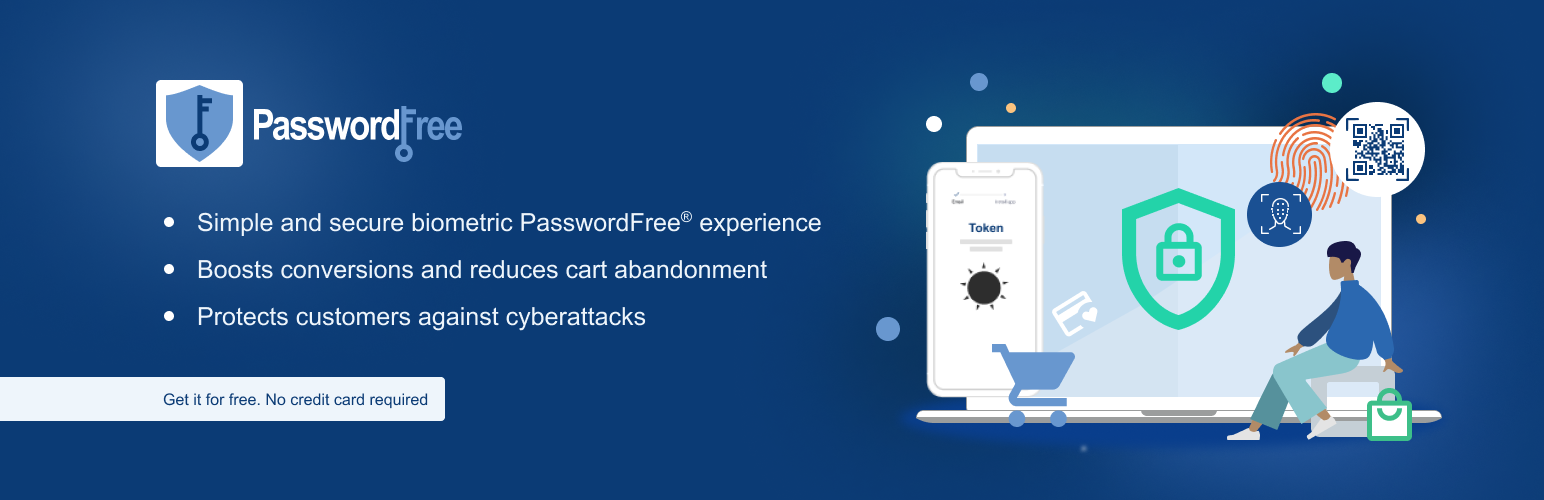 PasswordFree
Simple and secure biometric PasswordFree® experience
Boosts conversions and reduces cart abandonment
Protects customers against cyberattacks
Get it for free. No credit card required
Token